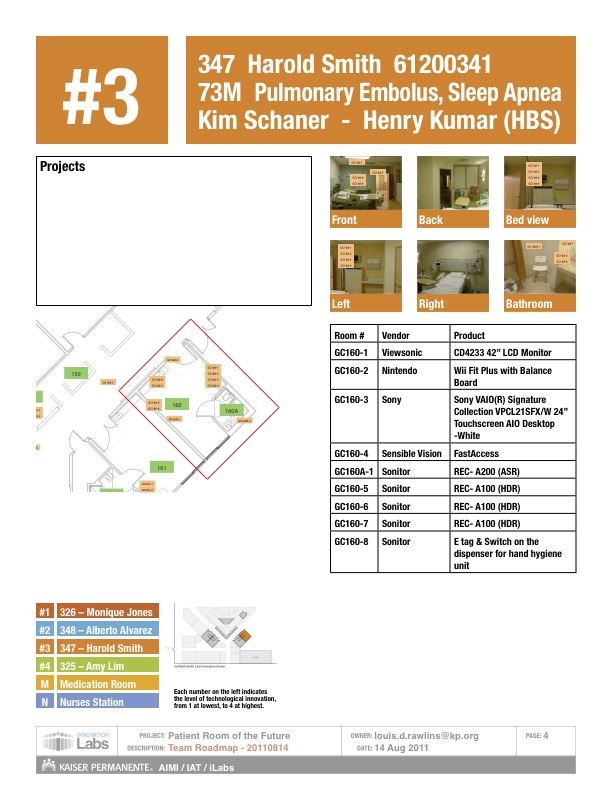 #3
347 Harold Smith 61200341
73M Pulmonary Embolus, Sleep Apnea
Kim Schaner - Henry Kumar (HBS)
Projects
Front
Back
Bed view
Left
Right
Bathroom
150
160
160A
161
Room # Vendor Product
GC160-1 Viewsonic CD4233 42” LCD Monitor
GC160-2 Nintendo Wii Fit Plus with Balance
Board
GC160-3 Sony Sony VAIO(R) Signature
Collection VPCL21SFX/W 24”
Touchscreen AIO Desktop
-White
GC160-4 Sensible Vision FastAccess
GC160A-1 Sonitor REC- A200 (ASR)
GC160-5 Sonitor REC- A100 (HDR)
GC160-6 Sonitor REC- A100 (HDR)
GC160-7 Sonitor REC- A100 (HDR)
GC160-8 Sonitor E tag & Switch on the
dispenser for hand hygiene
unit
#1 326 – Monique Jones
#2 348 – Alberto Alvarez
#3 347 – Harold Smith
#4 325 – Amy Lim
M Medication Room
N Nurses Station
Each number on the left indicates
the level of technological innovation,
from 1 at lowest, to 4 at highest.
INNOVATION
Labs
PROJECT: Patient Room of the Future
DESCRIPTION: Team Roadmap - 20110814
OWNER: louis.d.rawlins@kp.org
DATE: 14 Aug 2011
PAGE: 4
KAISER PERMANENTE® AIMI / IAT / iLabs